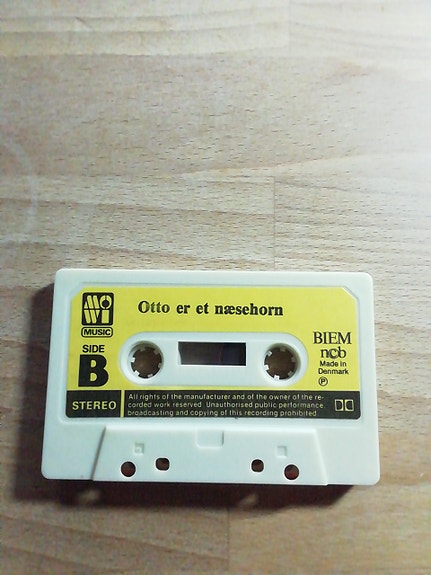 Otto er et næsehorn
MOWI
MUSIC
SIDE
B
BIEM
ncb
Made in
Denmark
Ⓟ
STEREO
All rights of the manufacturer and of the owner of the re-
corded work reserved. Unauthorised public performance,
broadcasting and copying of this recording prohibited.